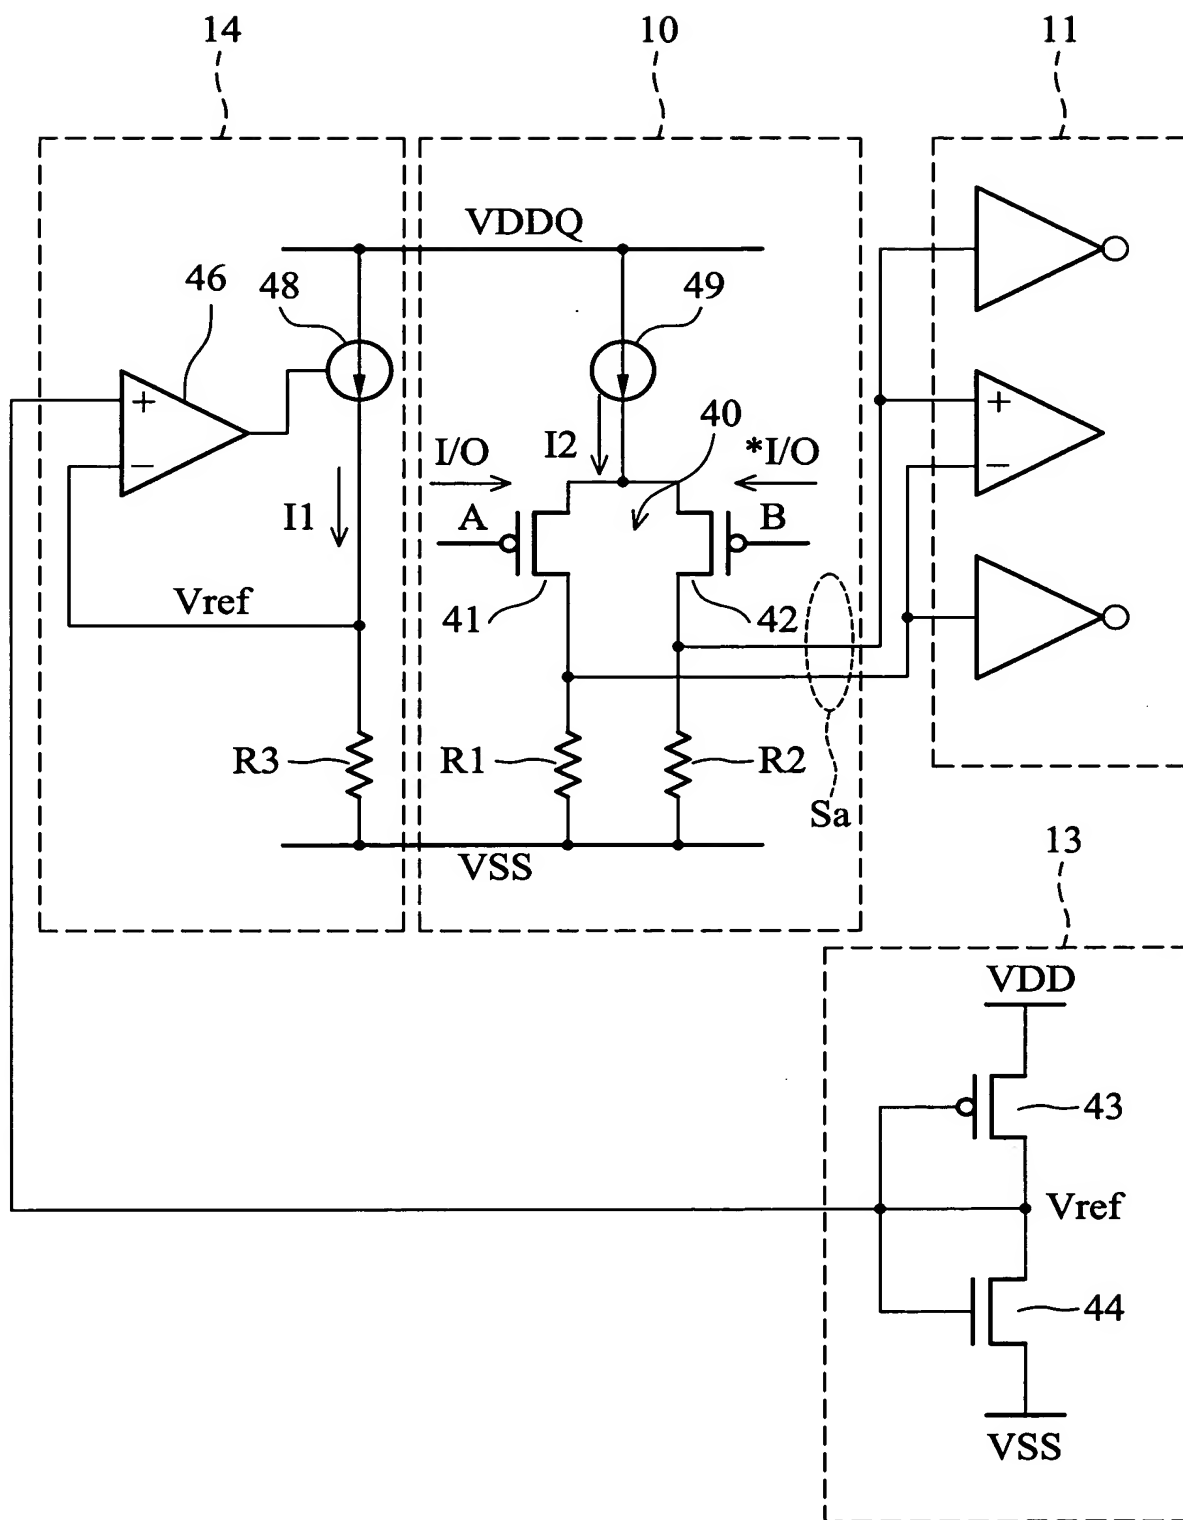 14
10
11
VDDQ
46
48
49
+
−
I/O
I2
40
*I/O
+
−
I1
A
B
Vref
41
42
R3
R1
R2
Sa
VSS
13
VDD
43
Vref
44
VSS